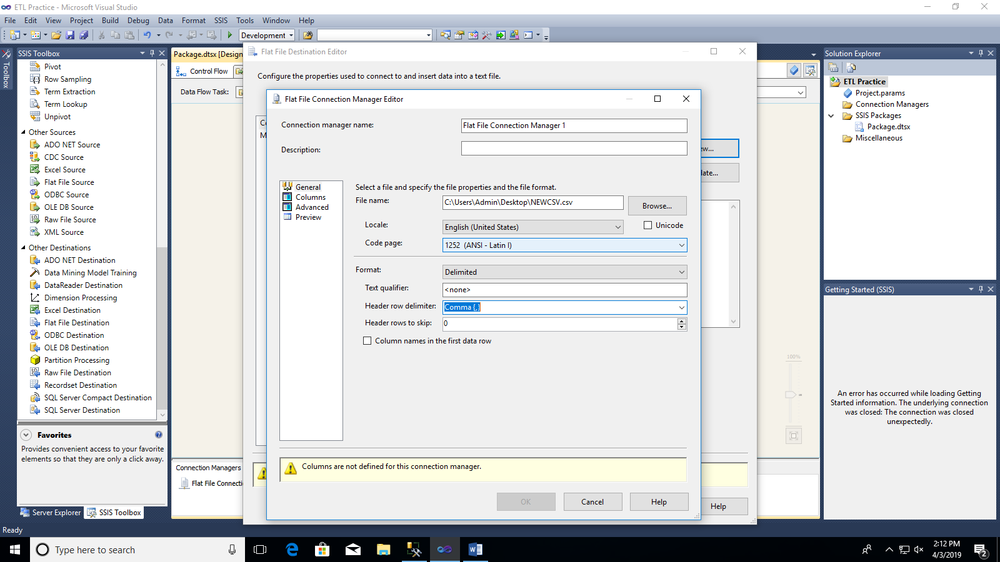 ETL Practice - Microsoft Visual Studio
File Edit View Project Build Debug Data Format SSIS Tools Window Help
Development
SSIS Toolbox
Toolbox
Pivot
Row Sampling
Term Extraction
Term Lookup
Unpivot
Other Sources
ADO NET Source
CDC Source
Excel Source
Flat File Source
ODBC Source
OLE DB Source
Raw File Source
XML Source
Other Destinations
ADO NET Destination
Data Mining Model Training
DataReader Destination
Dimension Processing
Excel Destination
Flat File Destination
ODBC Destination
OLE DB Destination
Partition Processing
Raw File Destination
Recordset Destination
SQL Server Compact Destination
SQL Server Destination
Favorites
Provides convenient access to your favorite
elements so that they are only a click away.
Server Explorer SSIS Toolbox
Package.dtsx [Design
Control Flow
Data Flow Task:
Connection Managers
Flat File Connecti
100%
Flat File Destination Editor
Configure the properties used to connect to and insert data into a text file.
Co
M
ew...
late...
Help
Flat File Connection Manager Editor
Connection manager name: Flat File Connection Manager 1
Description:
General
Columns
Advanced
Preview
Select a file and specify the file properties and the file format.
File name: C:\Users\Admin\Desktop\NEWCSV.csv Browse...
Locale: English (United States) Unicode
Code page: 1252 (ANSI - Latin I)
Format: Delimited
Text qualifier: <none>
Header row delimiter: Comma {,}
Header rows to skip: 0
Column names in the first data row
Columns are not defined for this connection manager.
OK Cancel Help
Solution Explorer
ETL Practice
Project.params
Connection Managers
SSIS Packages
Package.dtsx
Miscellaneous
Getting Started (SSIS)
An error has occurred while loading Getting
Started information. The underlying connection
was closed: The connection was closed
unexpectedly.
Ready
Type here to search
2:12 PM
4/3/2019
2